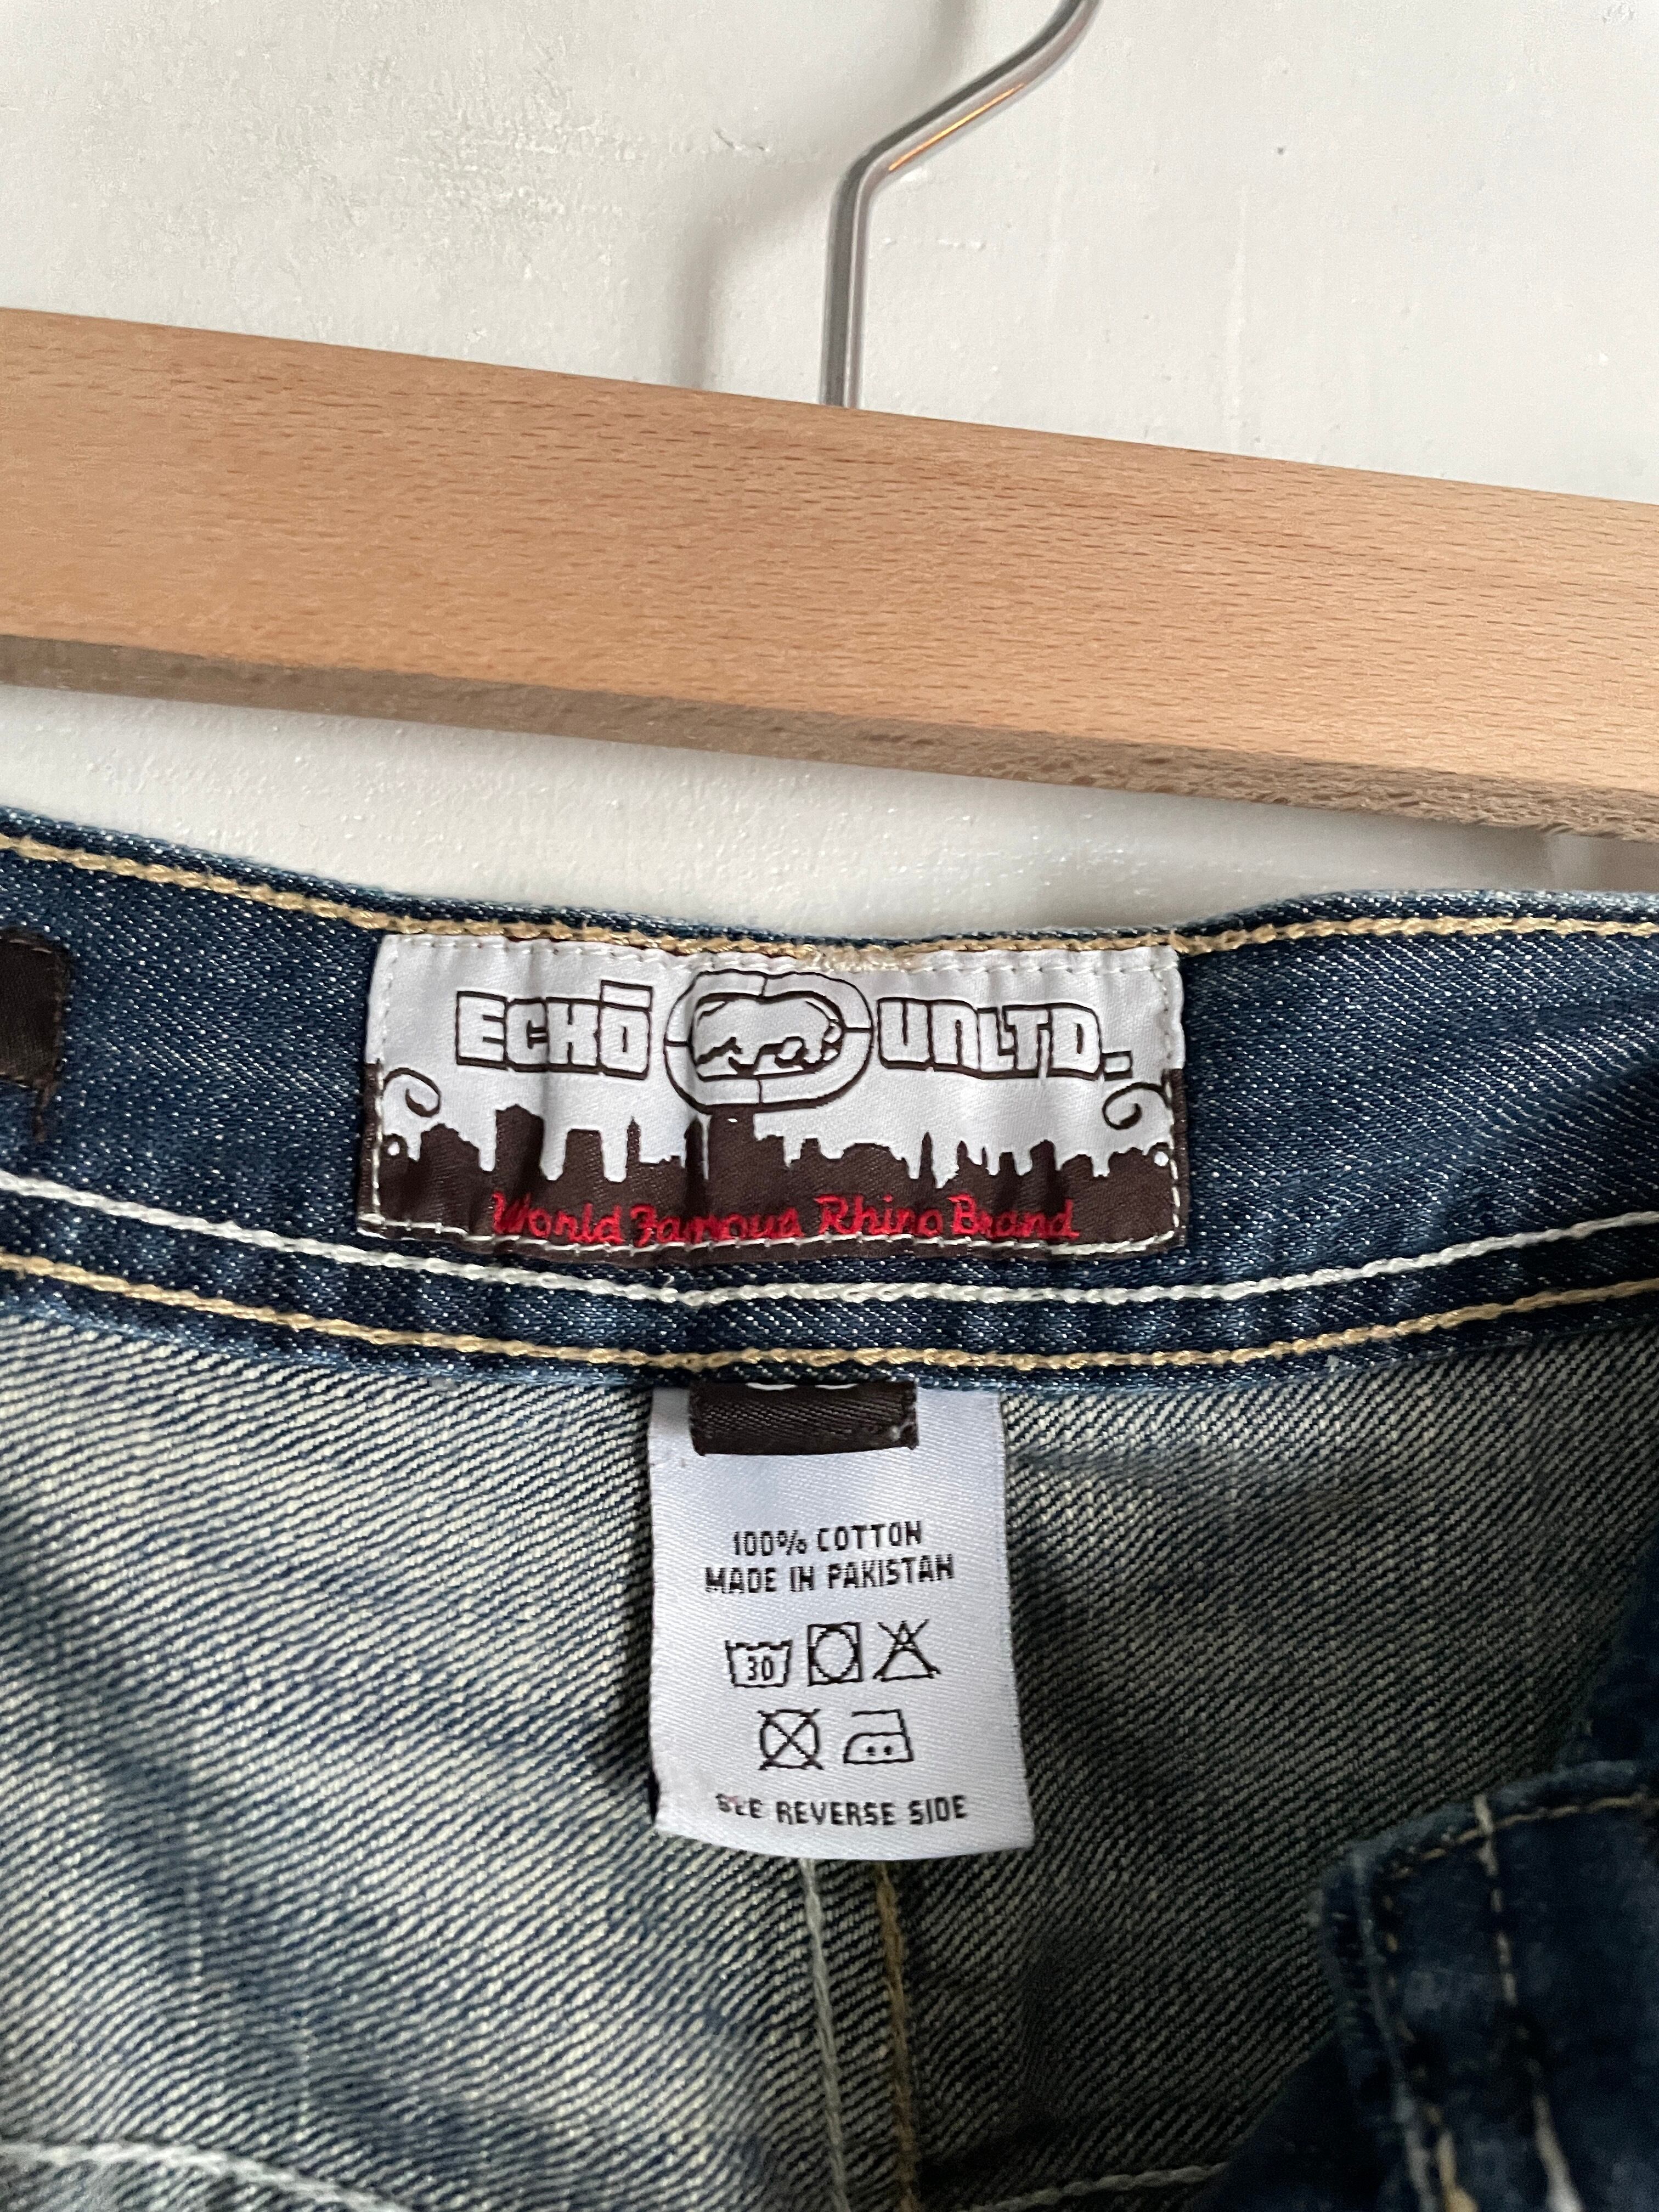 ECKŌ UNLTD.
World Famous Rhino Brand
100% COTTON
MADE IN PAKISTAN
30
SEE REVERSE SIDE